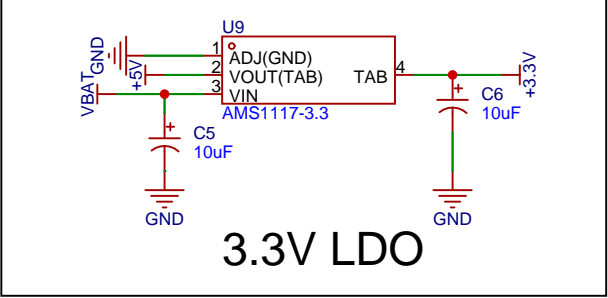 U9
GND
1
ADJ(GND)
+5V
2
VOUT(TAB)
TAB
4
+3.3V
VBAT
3
VIN
AMS1117-3.3
C5
10uF
C6
10uF
GND
GND
3.3V LDO